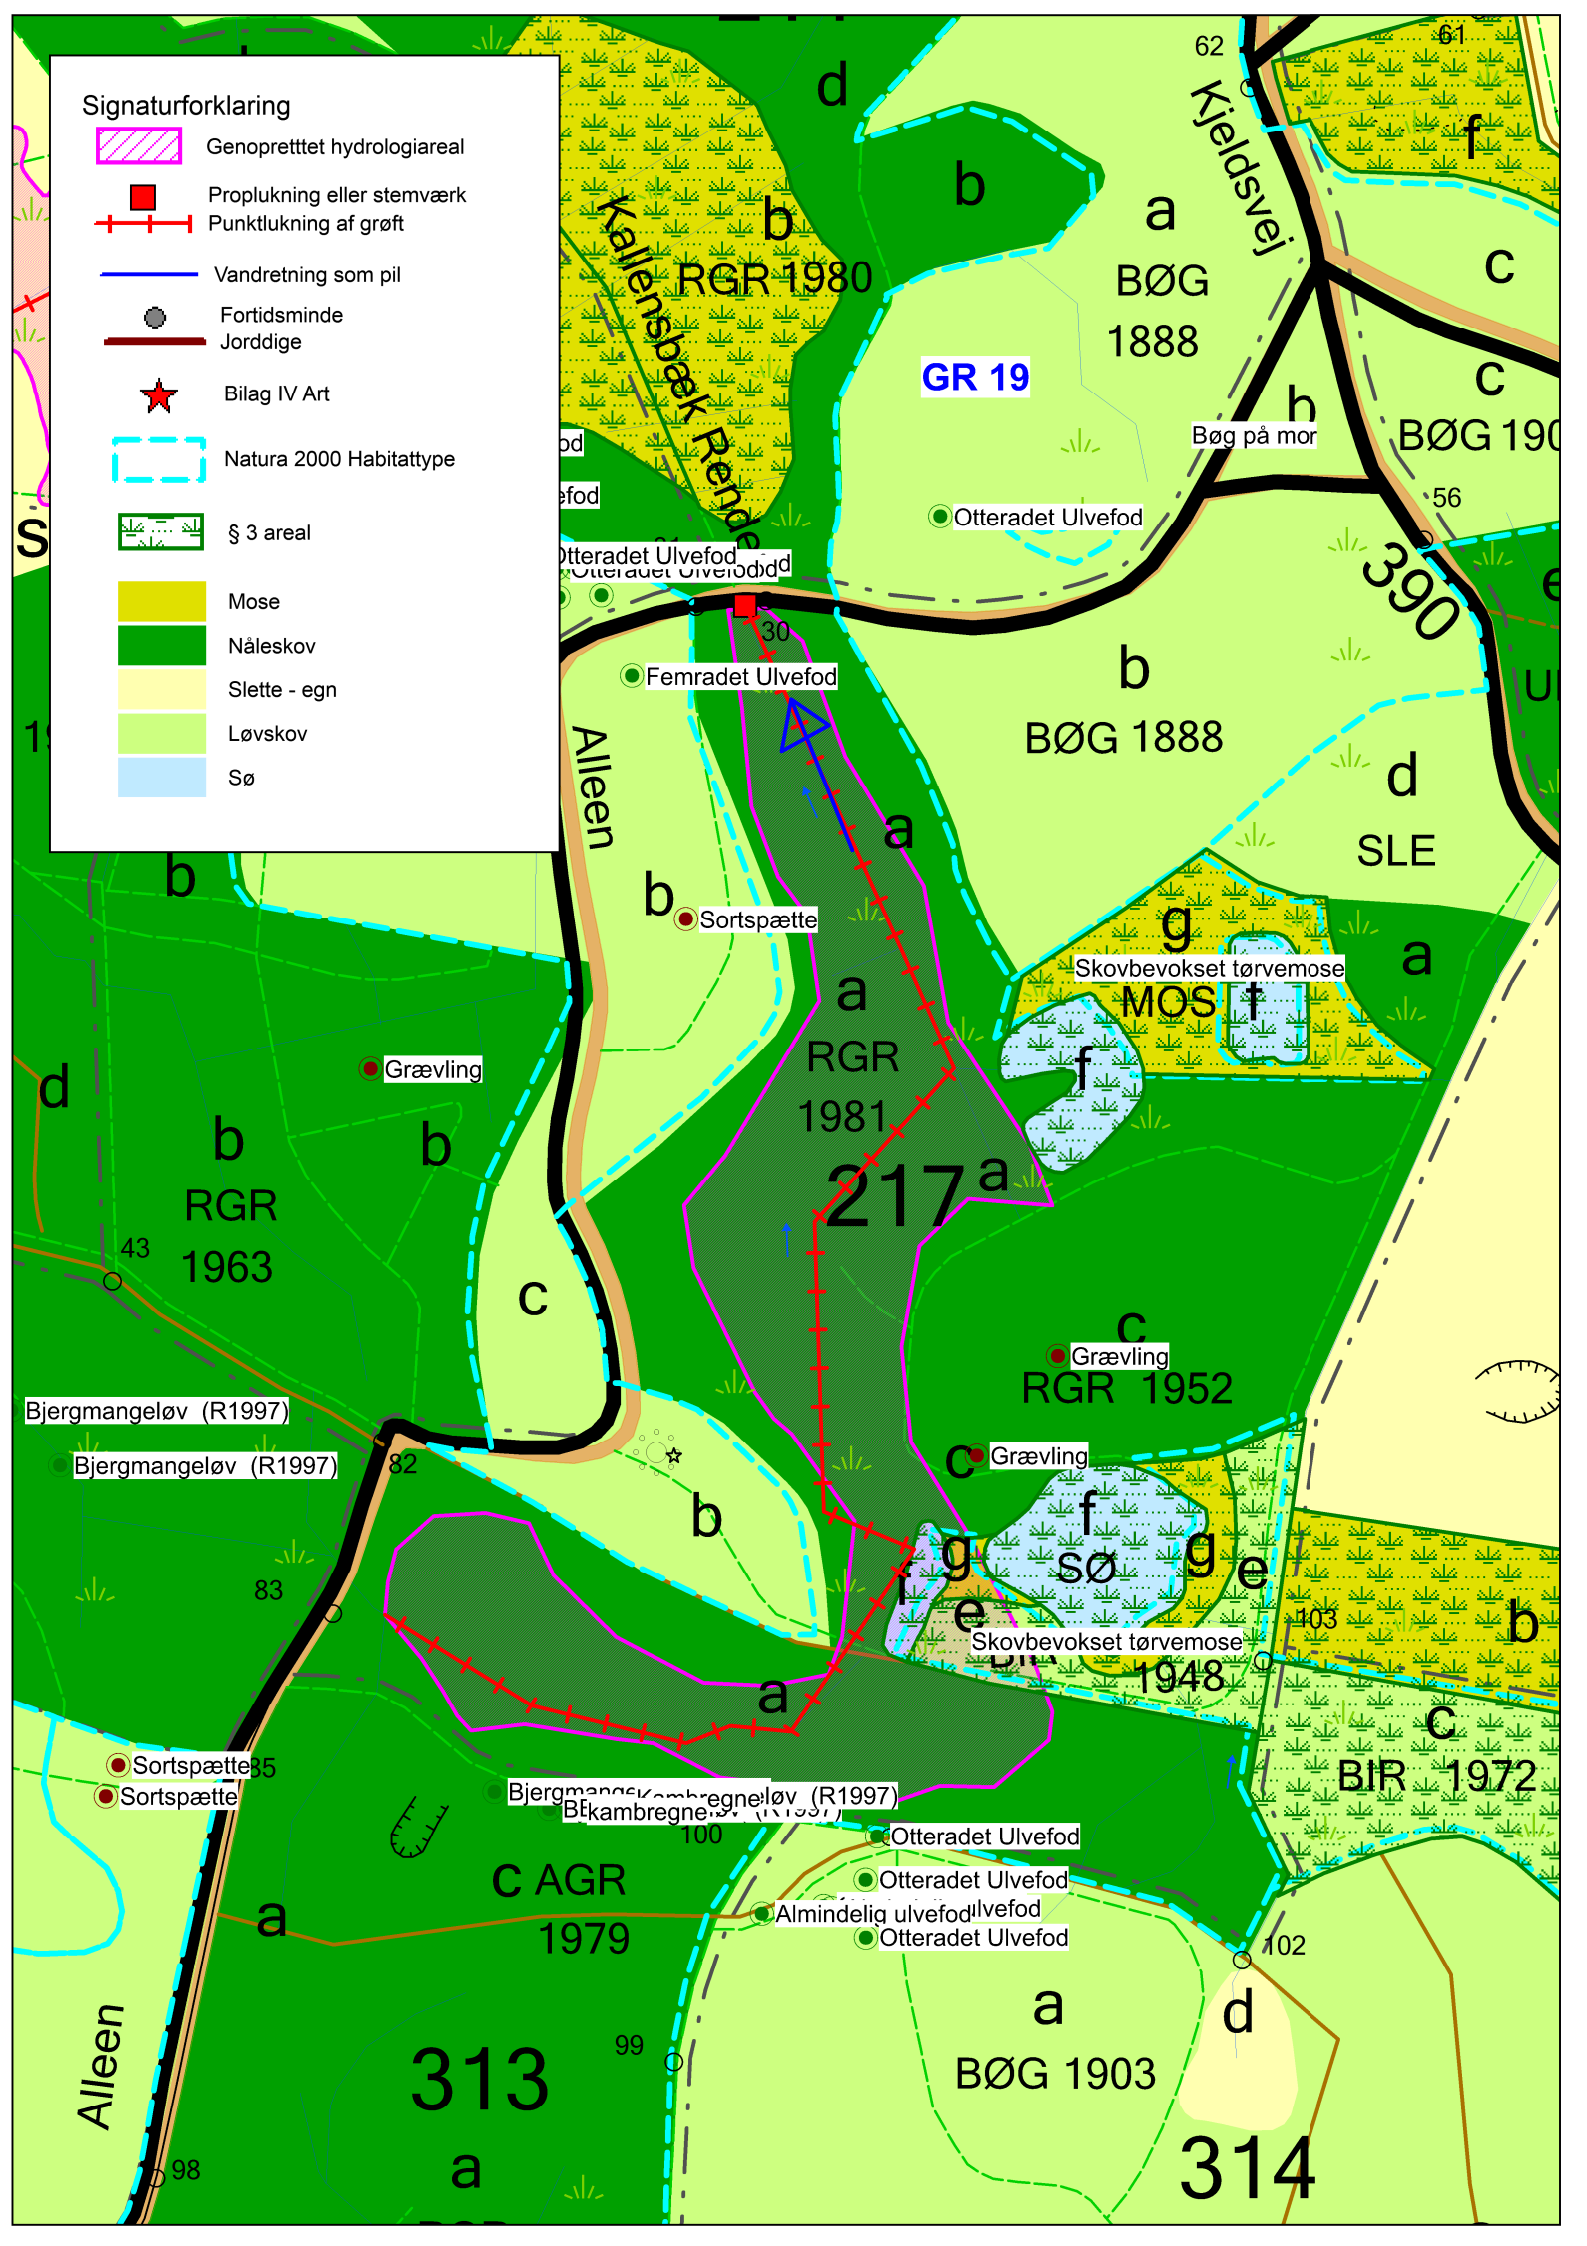 Signaturforklaring
Genopretttet hydrologiareal
Proplukning eller stemværk
Punktlukning af grøft
Vandretning som pil
Fortidsminde
Jorddige
Bilag IV Art
Natura 2000 Habitattype
§ 3 areal
Mose
Nåleskov
Slette - egn
Løvskov
Sø
d
62
61
Kjeldsvej
f
b
a
b
Kallensbæk Rende
RGR 1980
BØG
1888
c
GR 19
c
b
Bøg på mor
BØG 190
56
Otteradet Ulvefod
390
e
Otteradet Ulvefod
30
Femradet Ulvefod
b
BØG 1888
Alleen
d
a
SLE
b
b
Sortspætte
g
a
Skovbevokset tørvemose
MOS
f
a
RGR
1981
f
Grævling
d
b
b
217
a
RGR
1963
43
c
c
Grævling
RGR 1952
Bjergmangeløv (R1997)
Bjergmangeløv (R1997)
82
c
Grævling
b
f
SØ
g
g
e
e
83
103
b
Skovbevokset tørvemose
1948
a
c
BIR 1972
Sortspætte
85
Sortspætte
kambregne
100
Otteradet Ulvefod
c AGR
1979
a
Otteradet Ulvefod
Almindelig ulvefod
Otteradet Ulvefod
102
a
d
BØG 1903
Alleen
313
99
314
a
98